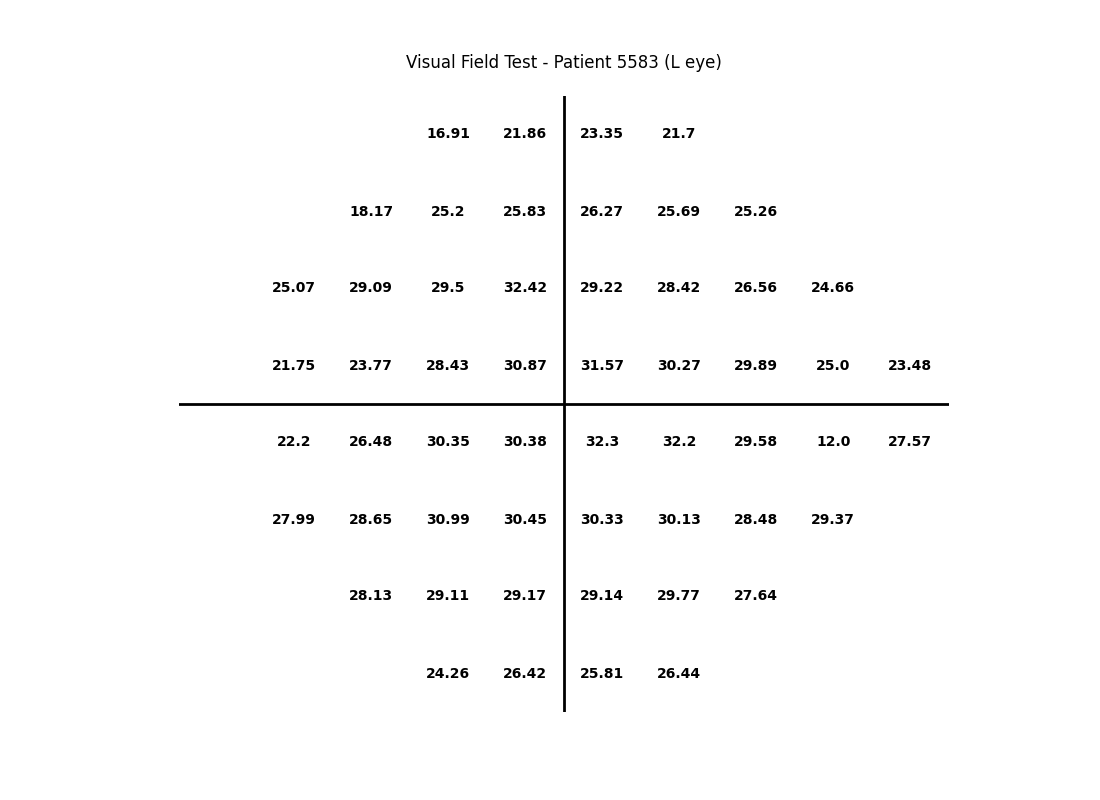 Visual Field Test - Patient 5583 (L eye)
16.91 21.86 23.35 21.7
18.17 25.2 25.83 26.27 25.69 25.26
25.07 29.09 29.5 32.42 29.22 28.42 26.56 24.66
21.75 23.77 28.43 30.87 31.57 30.27 29.89 25.0 23.48
22.2 26.48 30.35 30.38 32.3 32.2 29.58 12.0 27.57
27.99 28.65 30.99 30.45 30.33 30.13 28.48 29.37
28.13 29.11 29.17 29.14 29.77 27.64
24.26 26.42 25.81 26.44